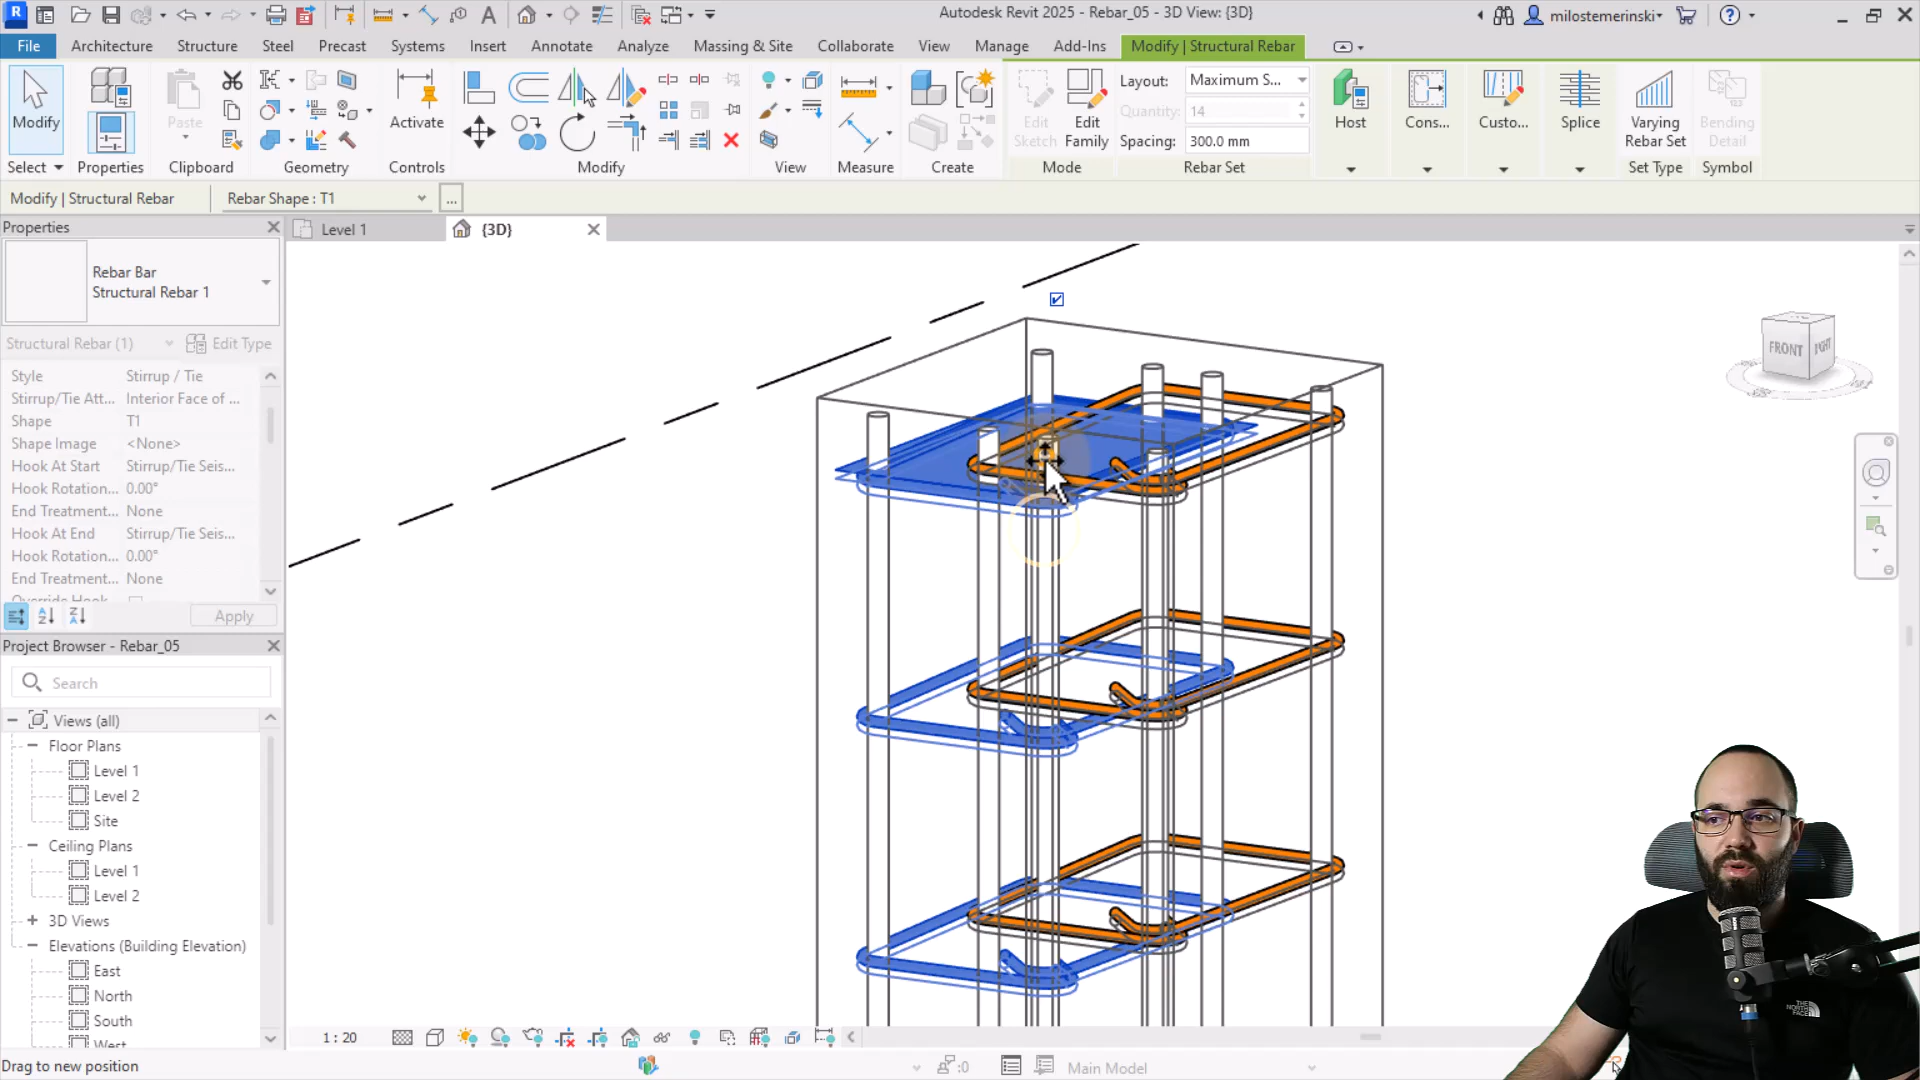 Autodesk Revit 2025 - Rebar_05 - 3D View: {3D}
milostemerinski
File
Architecture
Structure
Steel
Precast
Systems
Insert
Annotate
Analyze
Massing & Site
Collaborate
View
Manage
Add-Ins
Modify | Structural Rebar
Modify
Select
Properties
Paste
Clipboard
Geometry
Activate
Controls
Modify
View
Measure
Create
Edit
Sketch
Edit
Family
Mode
Layout: Maximum S...
Quantity: 14
Spacing: 300.0 mm
Rebar Set
Host
Cons...
Custo...
Splice
Varying
Rebar Set
Set Type
Bending
Detail
Symbol
Modify | Structural Rebar
Rebar Shape : T1
...
Properties
Level 1
{3D}
Rebar Bar
Structural Rebar 1
Structural Rebar (1)
Edit Type
Style Stirrup / Tie
Stirrup/Tie Att... Interior Face of ...
Shape T1
Shape Image <None>
Hook At Start Stirrup/Tie Seis...
Hook Rotation... 0.00°
End Treatment... None
Hook At End Stirrup/Tie Seis...
Hook Rotation... 0.00°
End Treatment... None
Apply
Project Browser - Rebar_05
Search
Views (all)
Floor Plans
Level 1
Level 2
Site
Ceiling Plans
Level 1
Level 2
3D Views
Elevations (Building Elevation)
East
North
South
West
FRONT
RIGHT
1 : 20
Drag to new position
:0
Main Model
THE
NORTH
FACE